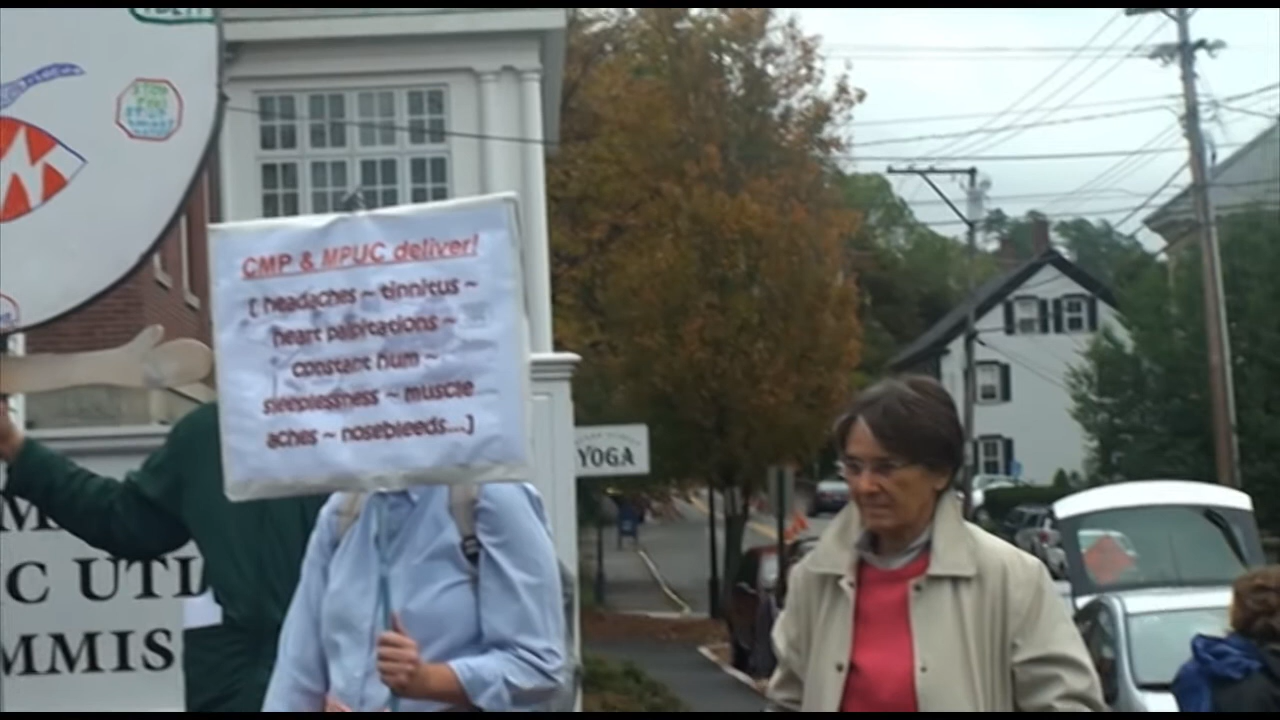 CMP & MPUC deliver!
[ headaches ~ tinnitus ~
heart palpitations ~
constant hum ~
sleeplessness ~ muscle
aches ~ nosebleeds...]
YOGA
C UTI
MMIS